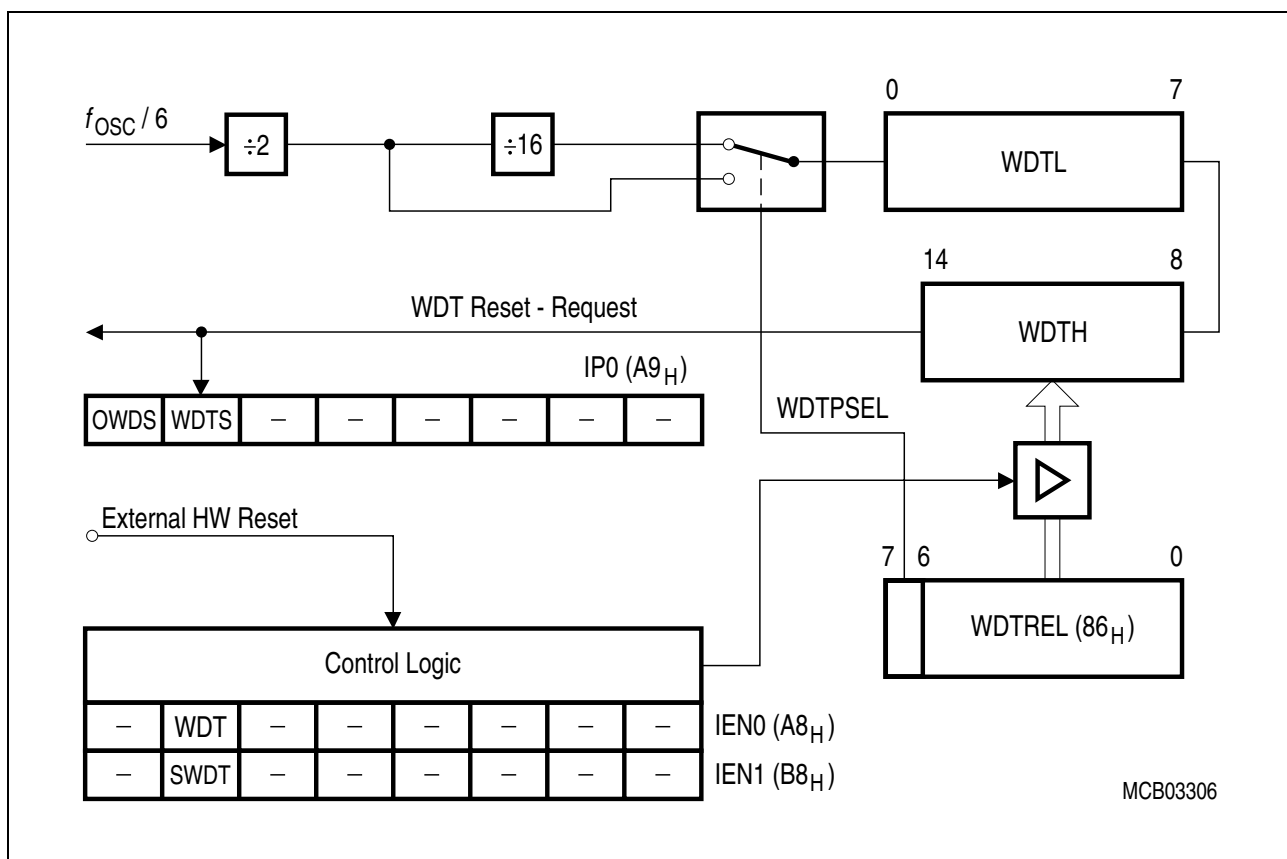 0 7
fOSC / 6
÷2
÷16
WDTL
14 8
WDT Reset - Request
WDTH
IP0 (A9H)
OWDS WDTS – – – – – –
WDTPSEL
External HW Reset
7 6 0
WDTREL (86H)
Control Logic
– WDT – – – – – – IEN0 (A8H)
– SWDT – – – – – – IEN1 (B8H)
MCB03306